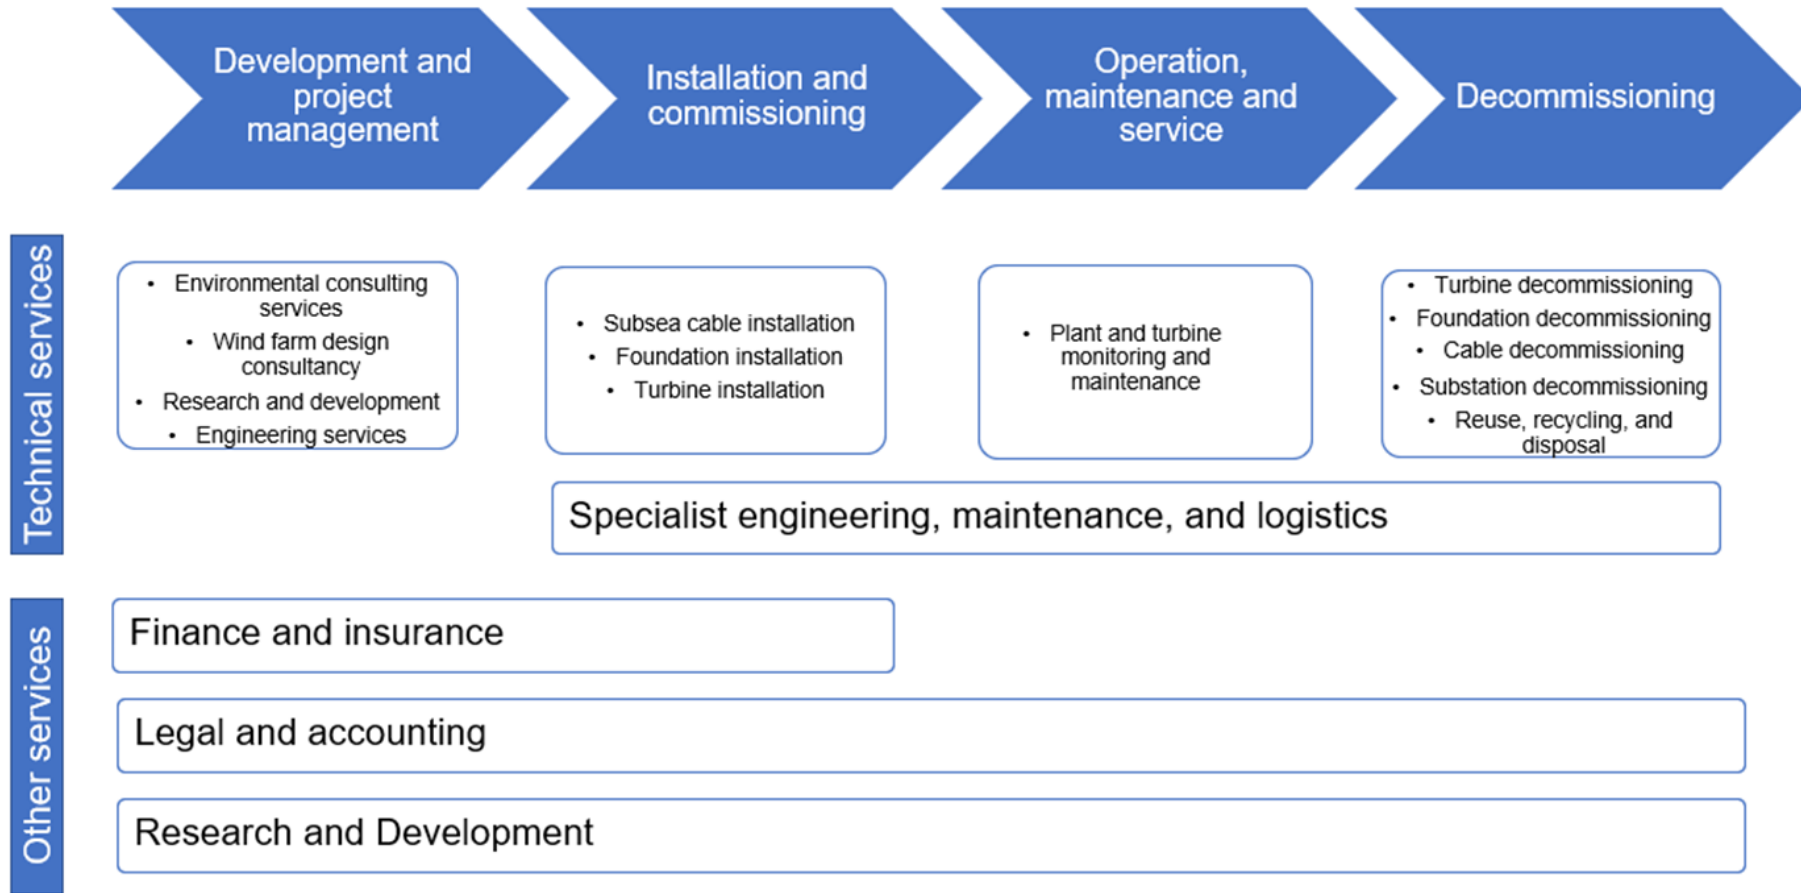 Development and
project
management
Installation and
commissioning
Operation,
maintenance and
service
Decommissioning
Technical services
• Environmental consulting
services
• Wind farm design
consultancy
• Research and development
• Engineering services
• Subsea cable installation
• Foundation installation
• Turbine installation
• Plant and turbine
monitoring and
maintenance
• Turbine decommissioning
• Foundation decommissioning
• Cable decommissioning
• Substation decommissioning
• Reuse, recycling, and
disposal
Specialist engineering, maintenance, and logistics
Other services
Finance and insurance
Legal and accounting
Research and Development